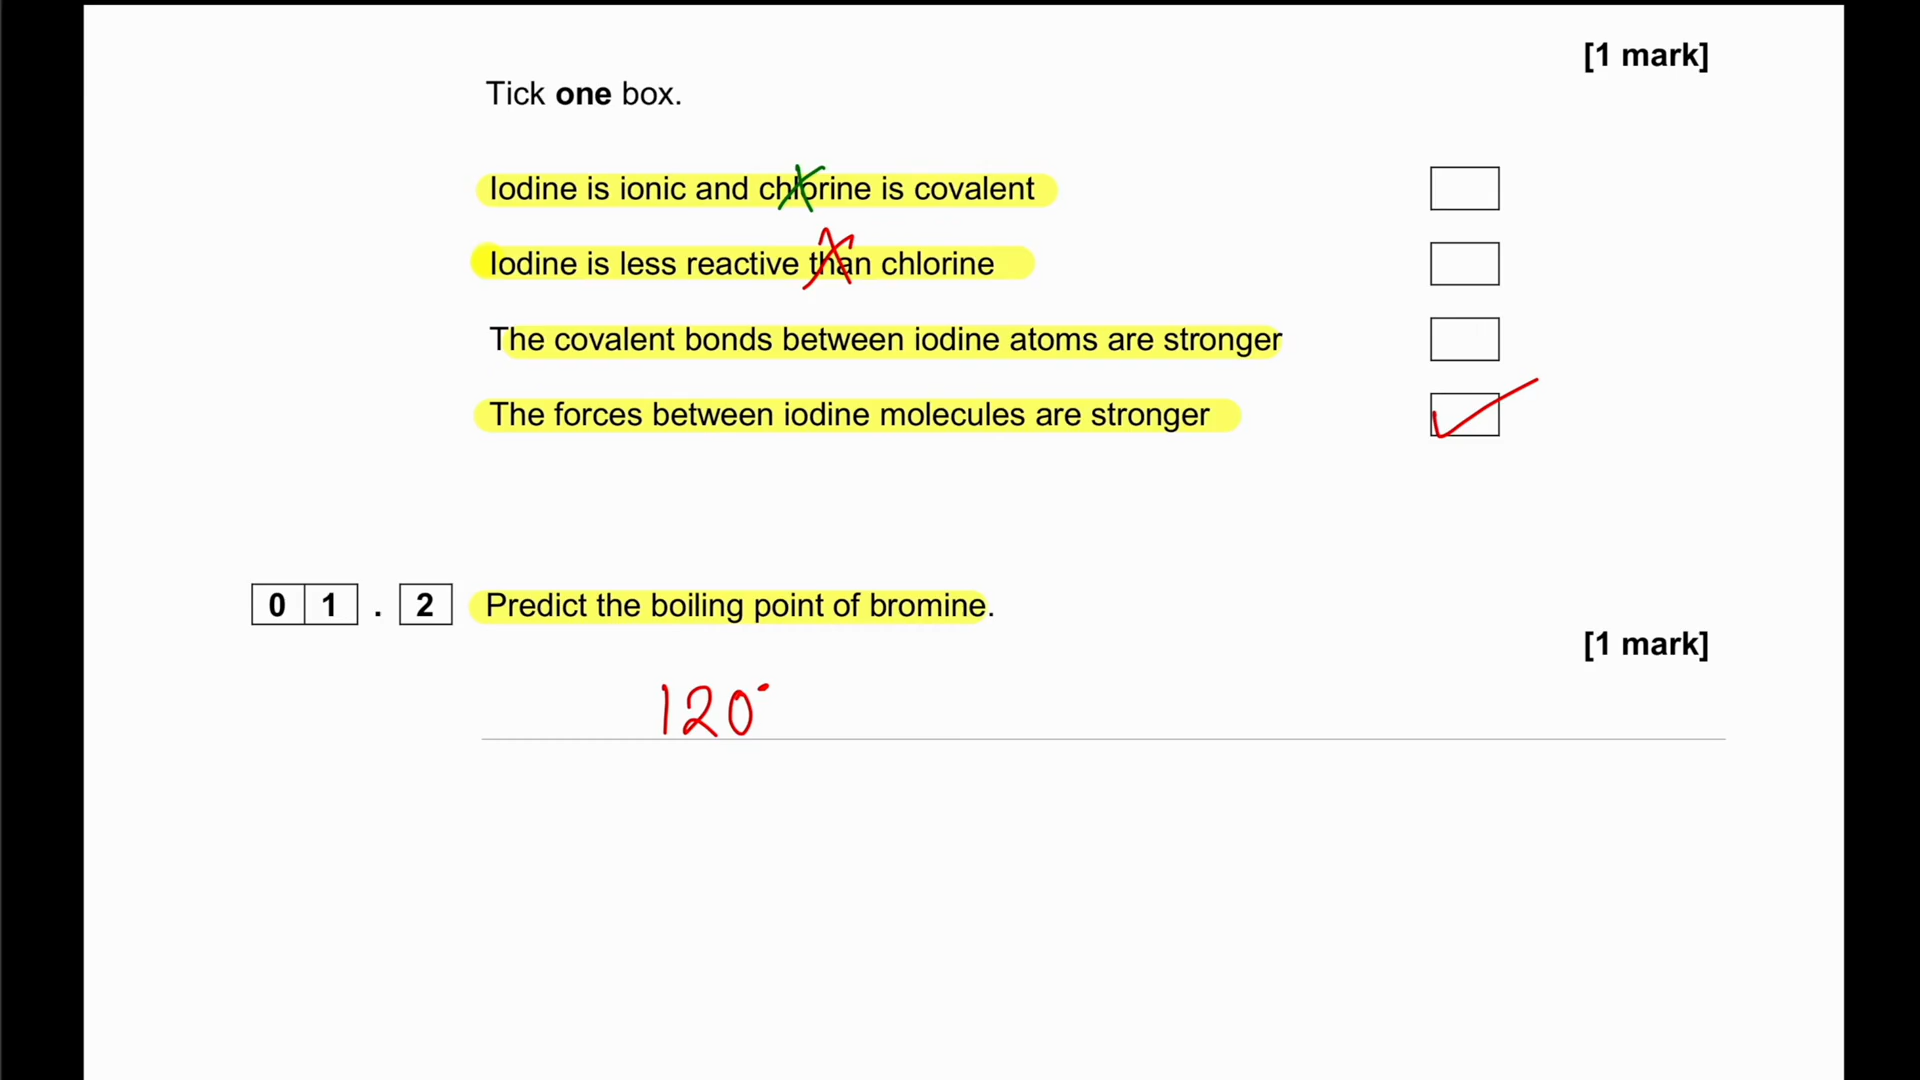 [1 mark]
Tick one box.
Iodine is ionic and chlorine is covalent
Iodine is less reactive than chlorine
The covalent bonds between iodine atoms are stronger
The forces between iodine molecules are stronger
01.2 Predict the boiling point of bromine.
[1 mark]
120°